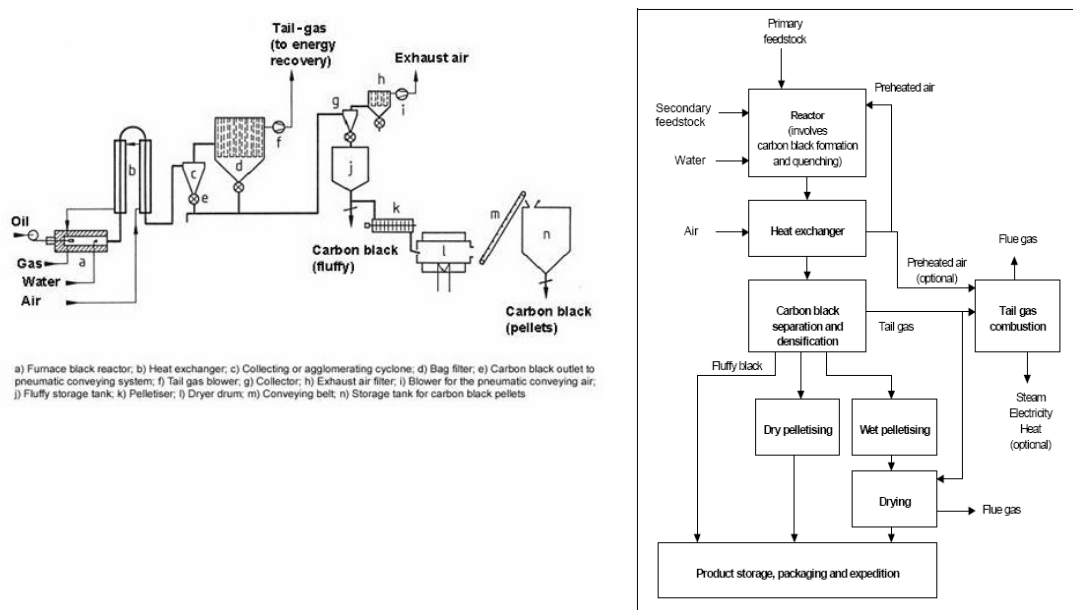 Tail-gas
(to energy
recovery)
Exhaust air
h
g
i
f
b
c
d
j
e
k
m
n
Oil
a
l
Gas
Water
Air
Carbon black
(fluffy)
Carbon black
(pellets)
a) Furnace black reactor; b) Heat exchanger; c) Collecting or agglomerating cyclone; d) Bag filter; e) Carbon black outlet to
pneumatic conveying system; f) Tail gas blower; g) Collector; h) Exhaust air filter; i) Blower for the pneumatic conveying air;
j) Fluffy storage tank; k) Pelletiser; l) Dryer drum; m) Conveying belt; n) Storage tank for carbon black pellets
Primary
feedstock
Preheated air
Secondary
feedstock
Reactor
(involves
carbon black formation
and quenching)
Water
Air
Heat exchanger
Flue gas
Preheated air
(optional)
Carbon black
separation and
densification
Tail gas
Tail gas
combustion
Fluffy black
Steam
Electricity
Heat
(optional)
Dry pelletising
Wet pelletising
Drying
Flue gas
Product storage, packaging and expedition